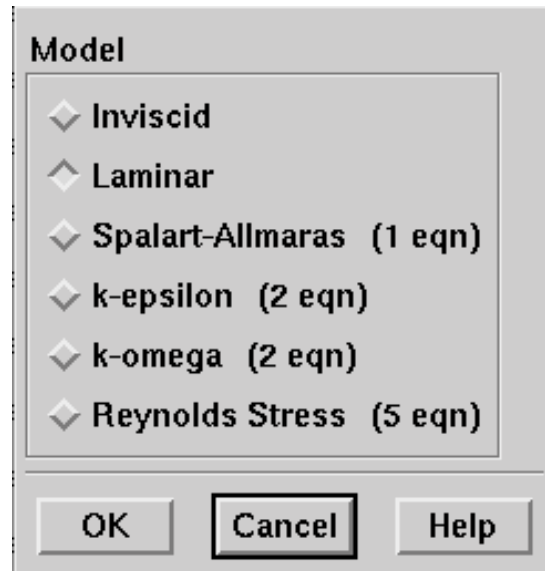 Model
Inviscid
Laminar
Spalart-Allmaras (1 eqn)
k-epsilon (2 eqn)
k-omega (2 eqn)
Reynolds Stress (5 eqn)
OK Cancel Help